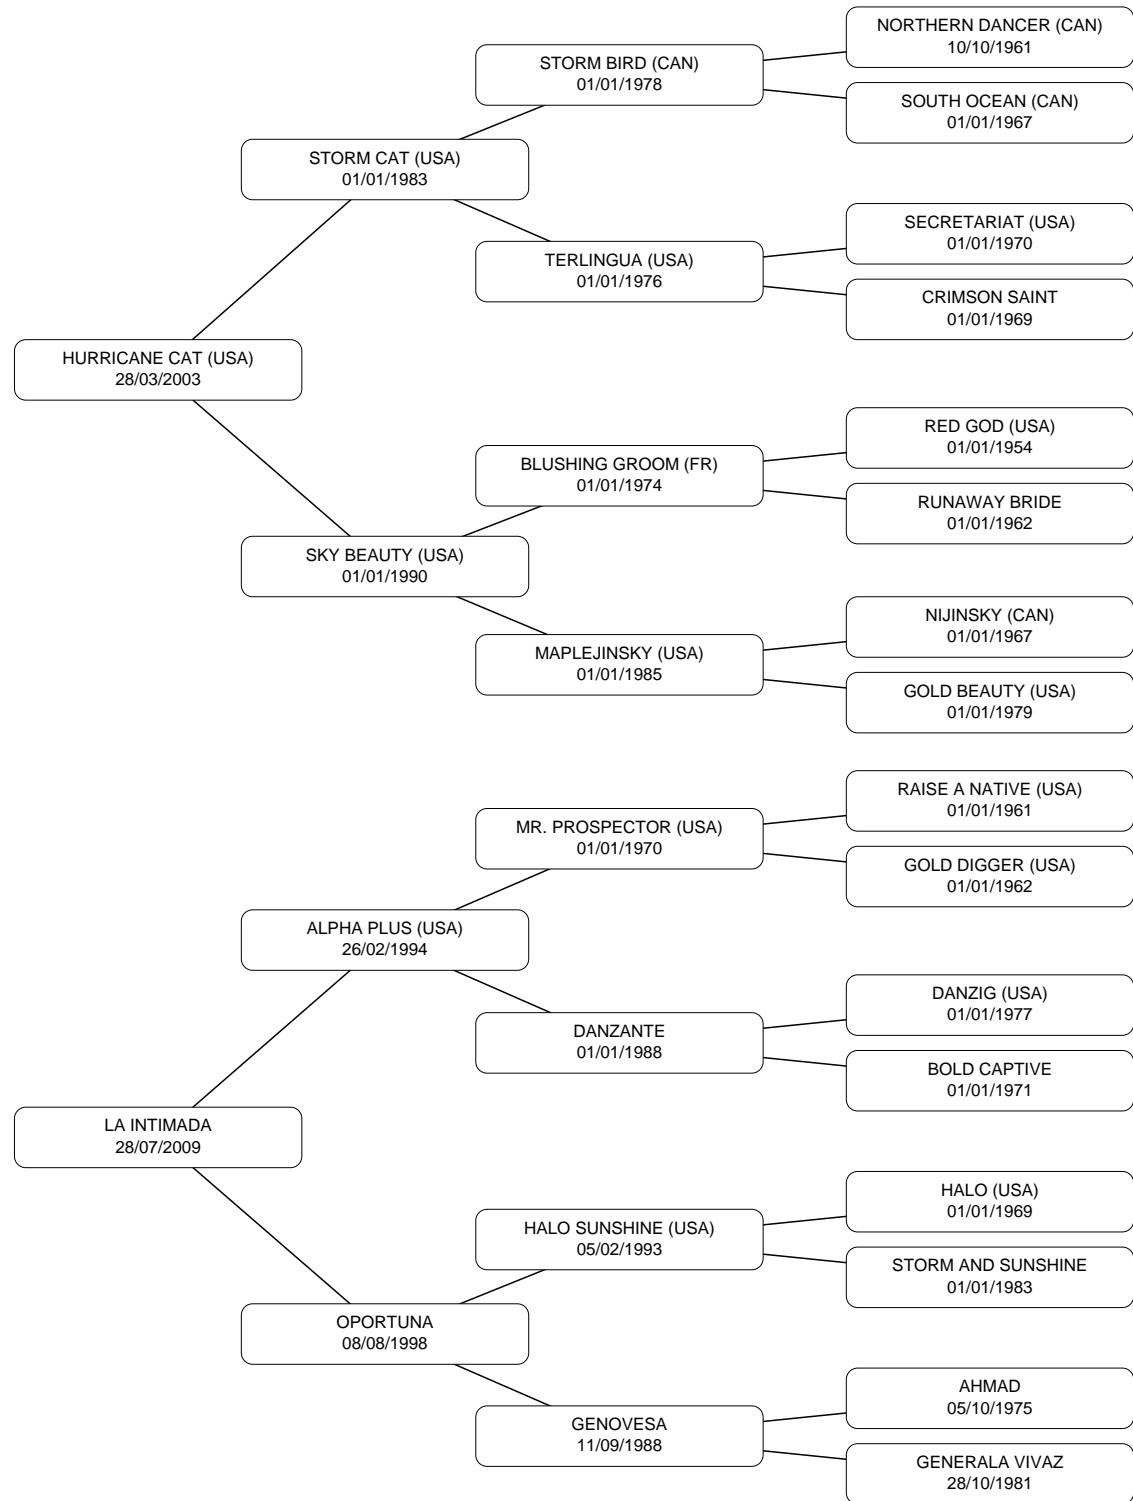 NORTHERN DANCER (CAN)
10/10/1961
STORM BIRD (CAN)
01/01/1978
SOUTH OCEAN (CAN)
01/01/1967
STORM CAT (USA)
01/01/1983
SECRETARIAT (USA)
01/01/1970
TERLINGUA (USA)
01/01/1976
CRIMSON SAINT
01/01/1969
HURRICANE CAT (USA)
28/03/2003
RED GOD (USA)
01/01/1954
BLUSHING GROOM (FR)
01/01/1974
RUNAWAY BRIDE
01/01/1962
SKY BEAUTY (USA)
01/01/1990
NIJINSKY (CAN)
01/01/1967
MAPLEJINSKY (USA)
01/01/1985
GOLD BEAUTY (USA)
01/01/1979
RAISE A NATIVE (USA)
01/01/1961
MR. PROSPECTOR (USA)
01/01/1970
GOLD DIGGER (USA)
01/01/1962
ALPHA PLUS (USA)
26/02/1994
DANZIG (USA)
01/01/1977
DANZANTE
01/01/1988
BOLD CAPTIVE
01/01/1971
LA INTIMADA
28/07/2009
HALO (USA)
01/01/1969
HALO SUNSHINE (USA)
05/02/1993
STORM AND SUNSHINE
01/01/1983
OPORTUNA
08/08/1998
AHMAD
05/10/1975
GENOVESA
11/09/1988
GENERALA VIVAZ
28/10/1981